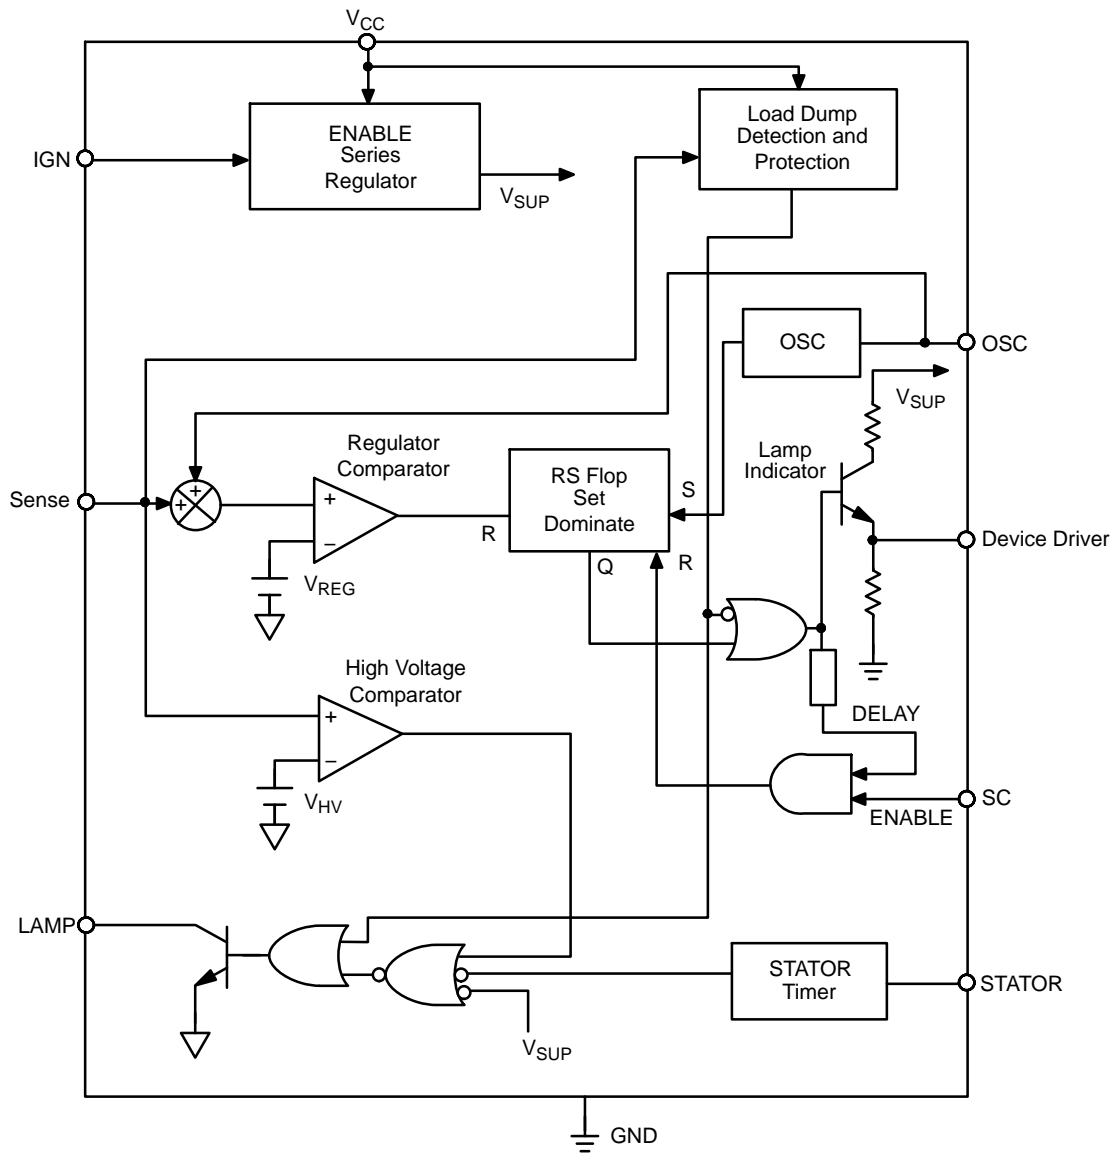 VCC
ENABLE
Series
Regulator
Load Dump
Detection and
Protection
IGN
VSUP
OSC
OSC
VSUP
Regulator
Comparator
Lamp
Indicator
RS Flop
Set
Dominate
S
Sense
+
+
+
−
R
Q
R
Device Driver
VREG
High Voltage
Comparator
+
−
DELAY
VHV
SC
ENABLE
LAMP
STATOR
Timer
STATOR
VSUP
GND